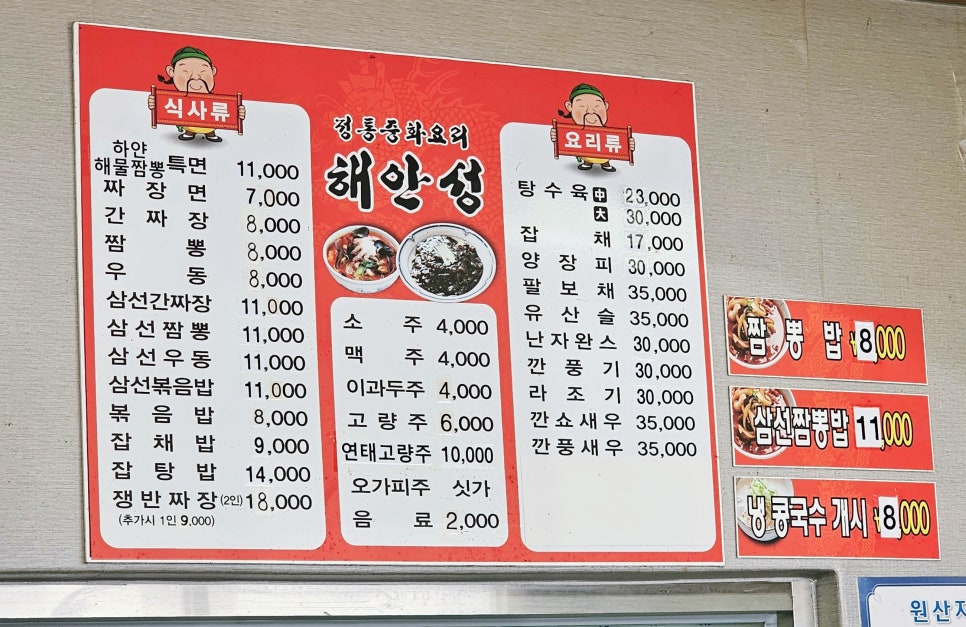 식사류
하얀
해물짬뽕특면 11,000
짜장면 7,000
간짜장 8,000
짬뽕 8,000
우동 8,000
삼선간짜장 11,000
삼선짬뽕 11,000
삼선우동 11,000
삼선볶음밥 11,000
볶음밥 8,000
잡채밥 9,000
잡탕밥 14,000
쟁반짜장(2인) 18,000
(추가시 1인 9,000)
정통중화요리
해안성
소주 4,000
맥주 4,000
이과두주 4,000
고량주 6,000
연태고량주 10,000
오가피주 싯가
음료 2,000
요리류
탕수육 中 23,000
大 30,000
잡채 17,000
양장피 30,000
팔보채 35,000
유산슬 35,000
난자완스 30,000
깐풍기 30,000
라조기 30,000
깐쇼새우 35,000
깐풍새우 35,000
짬뽕밥 ₩8,000
삼선짬뽕밥 11,000
냉콩국수 개시 ₩8,000
원산지